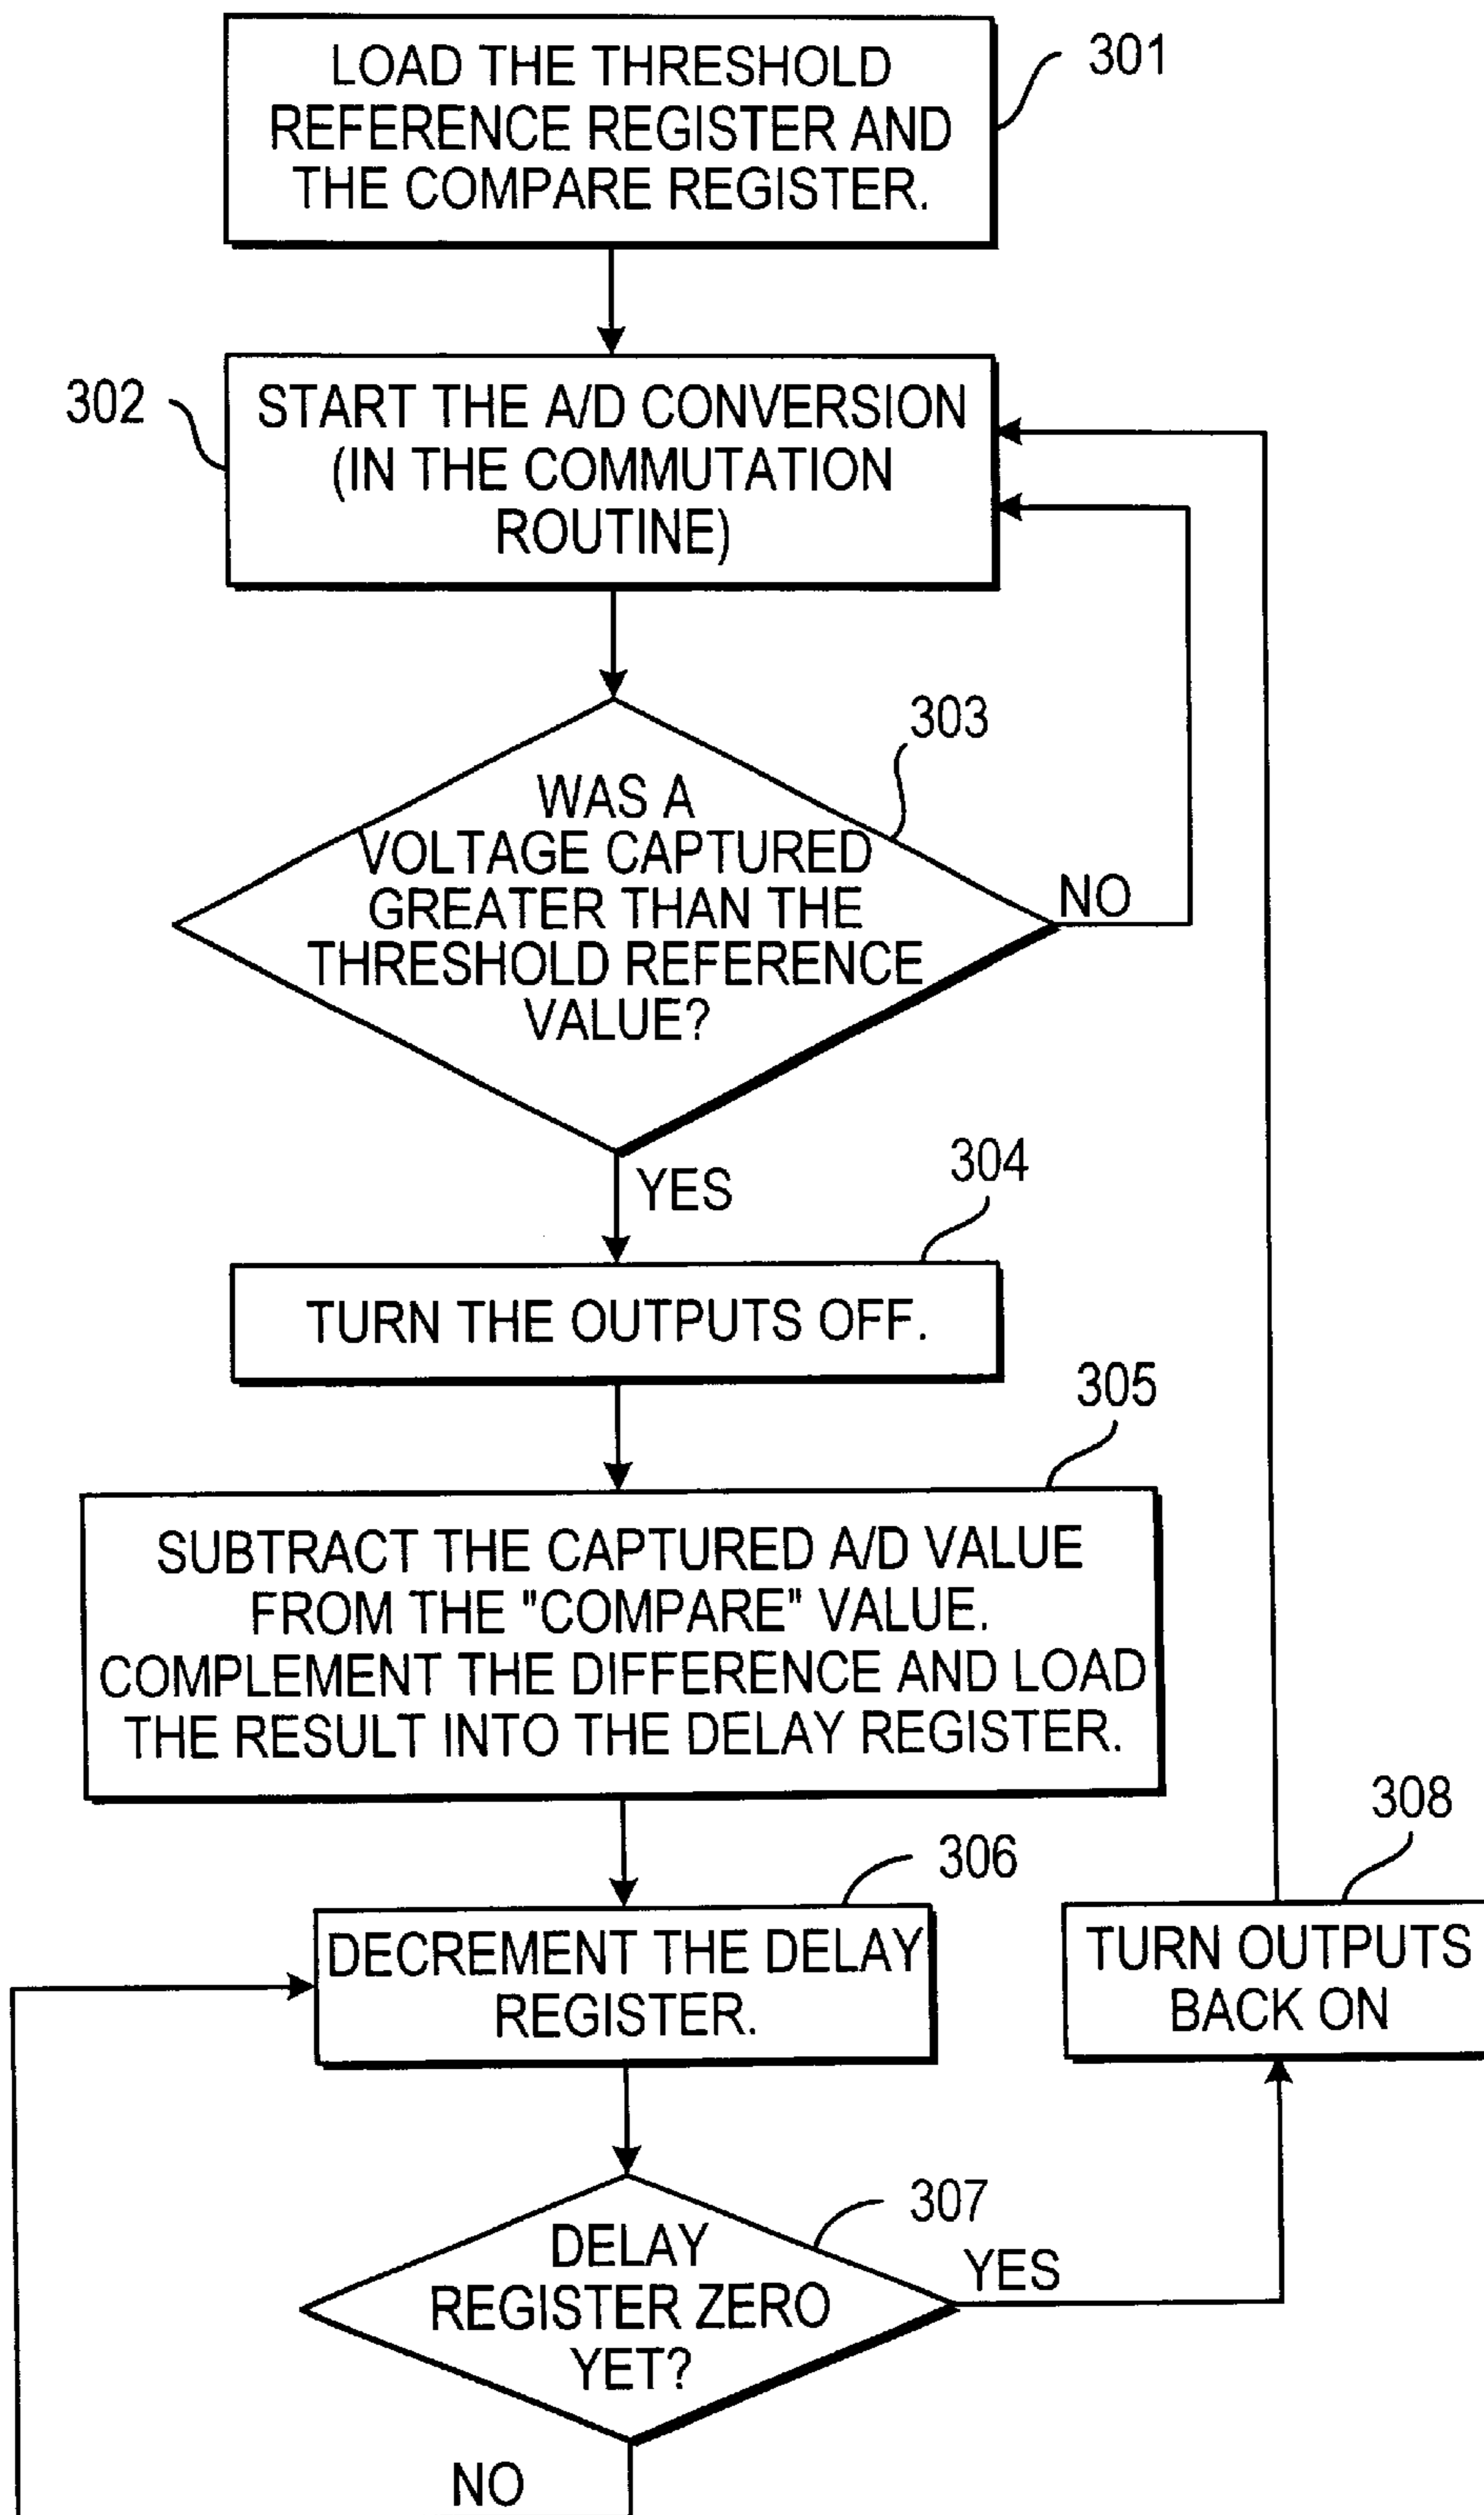 LOAD THE THRESHOLD
REFERENCE REGISTER AND
THE COMPARE REGISTER.
301
302
START THE A/D CONVERSION
(IN THE COMMUTATION
ROUTINE)
303
WAS A
VOLTAGE CAPTURED
GREATER THAN THE
THRESHOLD REFERENCE
VALUE?
NO
YES
304
TURN THE OUTPUTS OFF.
305
SUBTRACT THE CAPTURED A/D VALUE
FROM THE "COMPARE" VALUE.
COMPLEMENT THE DIFFERENCE AND LOAD
THE RESULT INTO THE DELAY REGISTER.
306
DECREMENT THE DELAY
REGISTER.
308
TURN OUTPUTS
BACK ON
307
DELAY
REGISTER ZERO
YET?
YES
NO